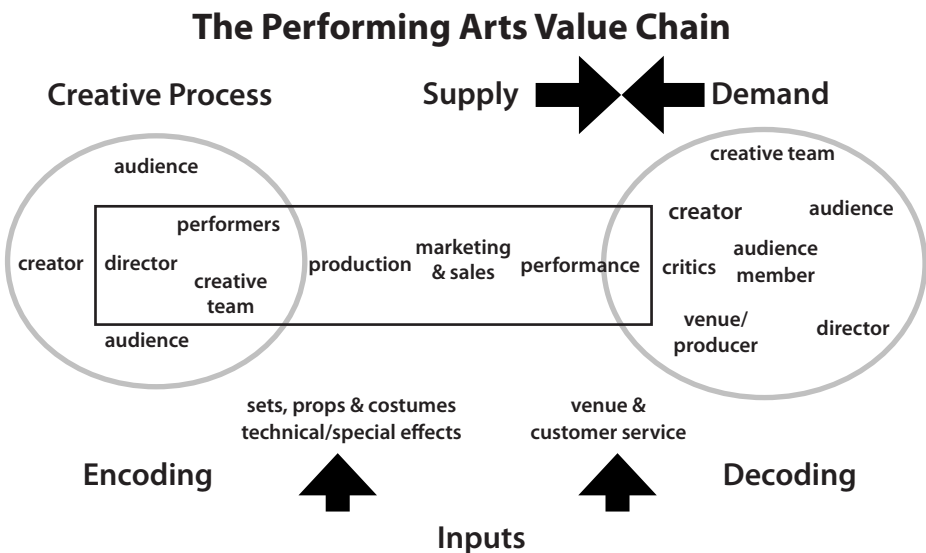 The Performing Arts Value Chain
Creative Process
Supply
Demand
audience
performers
creator
director
creative
team
audience
production
marketing
& sales
performance
creative team
creator
audience
critics
audience
member
venue/
producer
director
sets, props & costumes
technical/special effects
venue &
customer service
Encoding
Decoding
Inputs